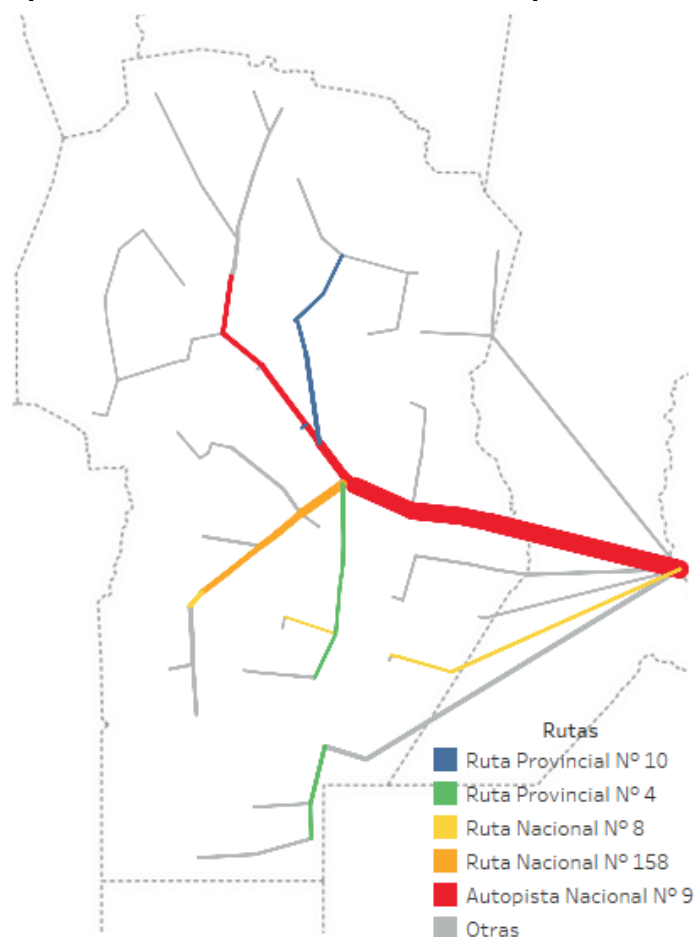 Rutas
Ruta Provincial Nº 10
Ruta Provincial Nº 4
Ruta Nacional Nº 8
Ruta Nacional Nº 158
Autopista Nacional Nº 9
Otras